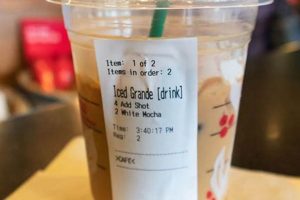 Item: 1 of 2
Items in order: 2
Iced Grande [drink]
4 Add Shot
2 White Mocha
Time: 3:40:17 PM
Reg: 2
>CAFE<